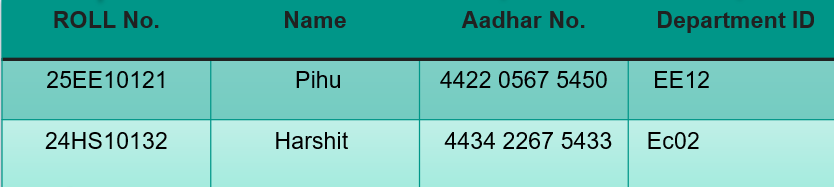 ROLL No. Name Aadhar No. Department ID
25EE10121 Pihu 4422 0567 5450 EE12
24HS10132 Harshit 4434 2267 5433 Ec02